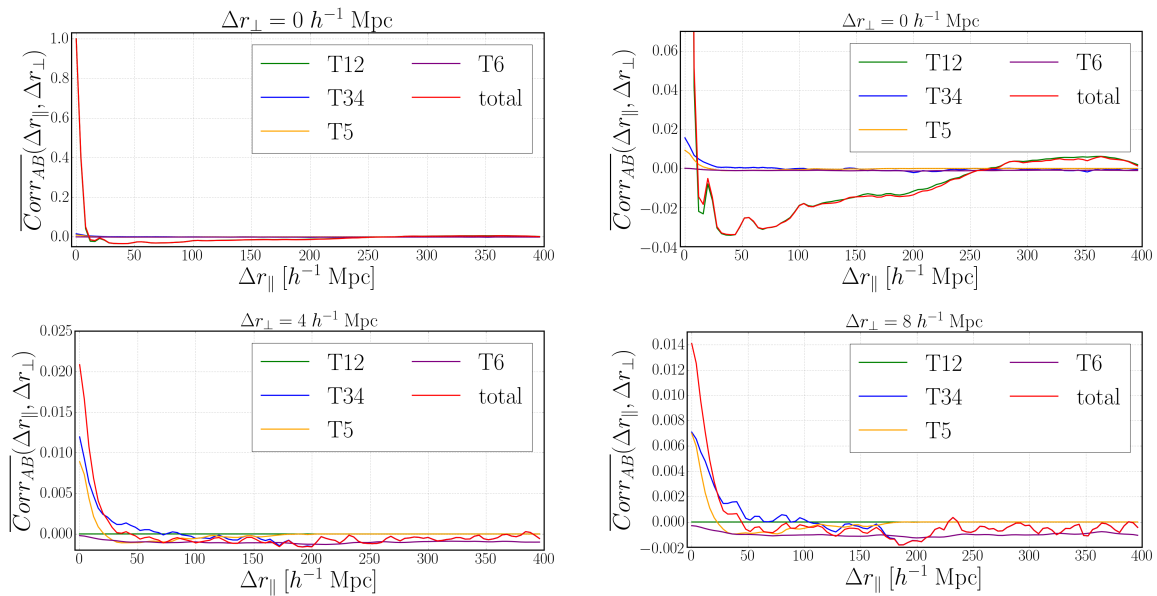 Δr⊥ = 0 h⁻¹ Mpc
1.0
0.8
0.6
0.4
0.2
0.0
0 50 100 150 200 250 300 350 400
Corr_AB(Δr∥, Δr⊥)
Δr∥ [h⁻¹ Mpc]
T12 T6
T34 total
T5
Δr⊥ = 0 h⁻¹ Mpc
0.06
0.04
0.02
0.00
−0.02
−0.04
0 50 100 150 200 250 300 350 400
Corr_AB(Δr∥, Δr⊥)
Δr∥ [h⁻¹ Mpc]
T12 T6
T34 total
T5
Δr⊥ = 4 h⁻¹ Mpc
0.025
0.020
0.015
0.010
0.005
0.000
0 50 100 150 200 250 300 350 400
Corr_AB(Δr∥, Δr⊥)
Δr∥ [h⁻¹ Mpc]
T12 T6
T34 total
T5
Δr⊥ = 8 h⁻¹ Mpc
0.014
0.012
0.010
0.008
0.006
0.004
0.002
0.000
−0.002
0 50 100 150 200 250 300 350 400
Corr_AB(Δr∥, Δr⊥)
Δr∥ [h⁻¹ Mpc]
T12 T6
T34 total
T5